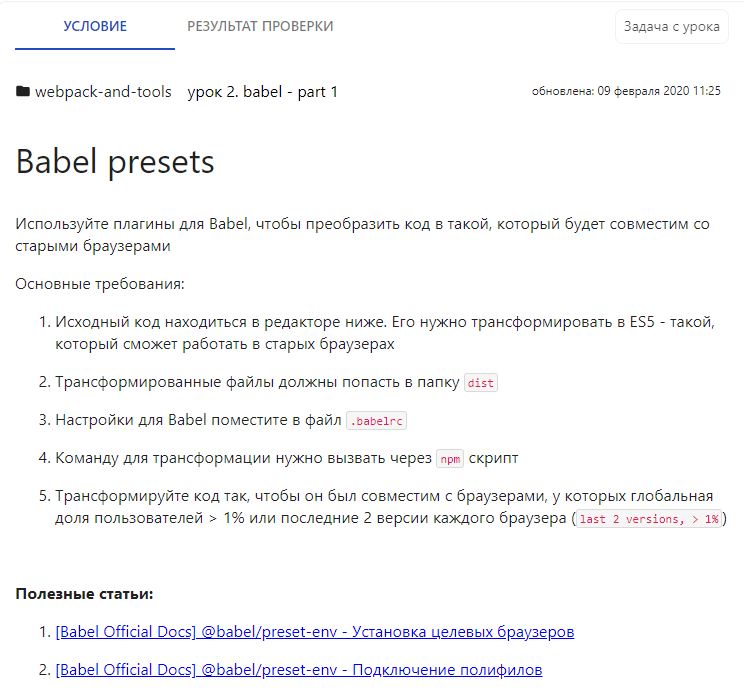 УСЛОВИЕ РЕЗУЛЬТАТ ПРОВЕРКИ Задача с урока
webpack-and-tools урок 2. babel - part 1 обновлена: 09 февраля 2020 11:25
Babel presets
Используйте плагины для Babel, чтобы преобразить код в такой, который будет совместим со
старыми браузерами
Основные требования:
1. Исходный код находиться в редакторе ниже. Его нужно трансформировать в ES5 - такой,
который сможет работать в старых браузерах
2. Трансформированные файлы должны попасть в папку dist
3. Настройки для Babel поместите в файл .babelrc
4. Команду для трансформации нужно вызвать через npm скрипт
5. Трансформируйте код так, чтобы он был совместим с браузерами, у которых глобальная
доля пользователей > 1% или последние 2 версии каждого браузера (last 2 versions, > 1%)
Полезные статьи:
1. [Babel Official Docs] @babel/preset-env - Установка целевых браузеров
2. [Babel Official Docs] @babel/preset-env - Подключение полифилов